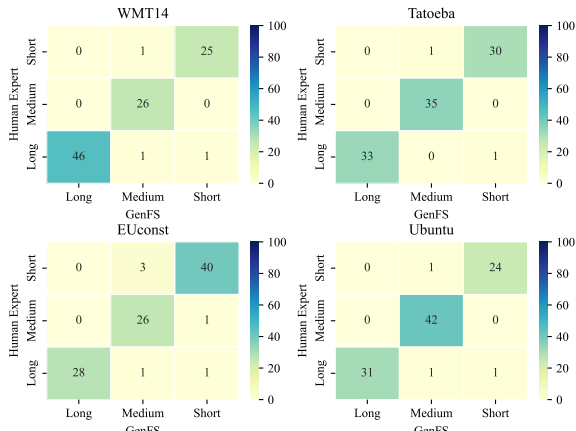 WMT14
Human Expert
Short
Medium
Long
0 1 25
0 26 0
46 1 1
Long Medium Short
GenFS
100
80
60
40
20
0
Tatoeba
Human Expert
Short
Medium
Long
0 1 30
0 35 0
33 0 1
Long Medium Short
GenFS
100
80
60
40
20
0
EUconst
Human Expert
Short
Medium
Long
0 3 40
0 26 1
28 1 1
Long Medium Short
GenFS
100
80
60
40
20
0
Ubuntu
Human Expert
Short
Medium
Long
0 1 24
0 42 0
31 1 1
Long Medium Short
GenFS
100
80
60
40
20
0